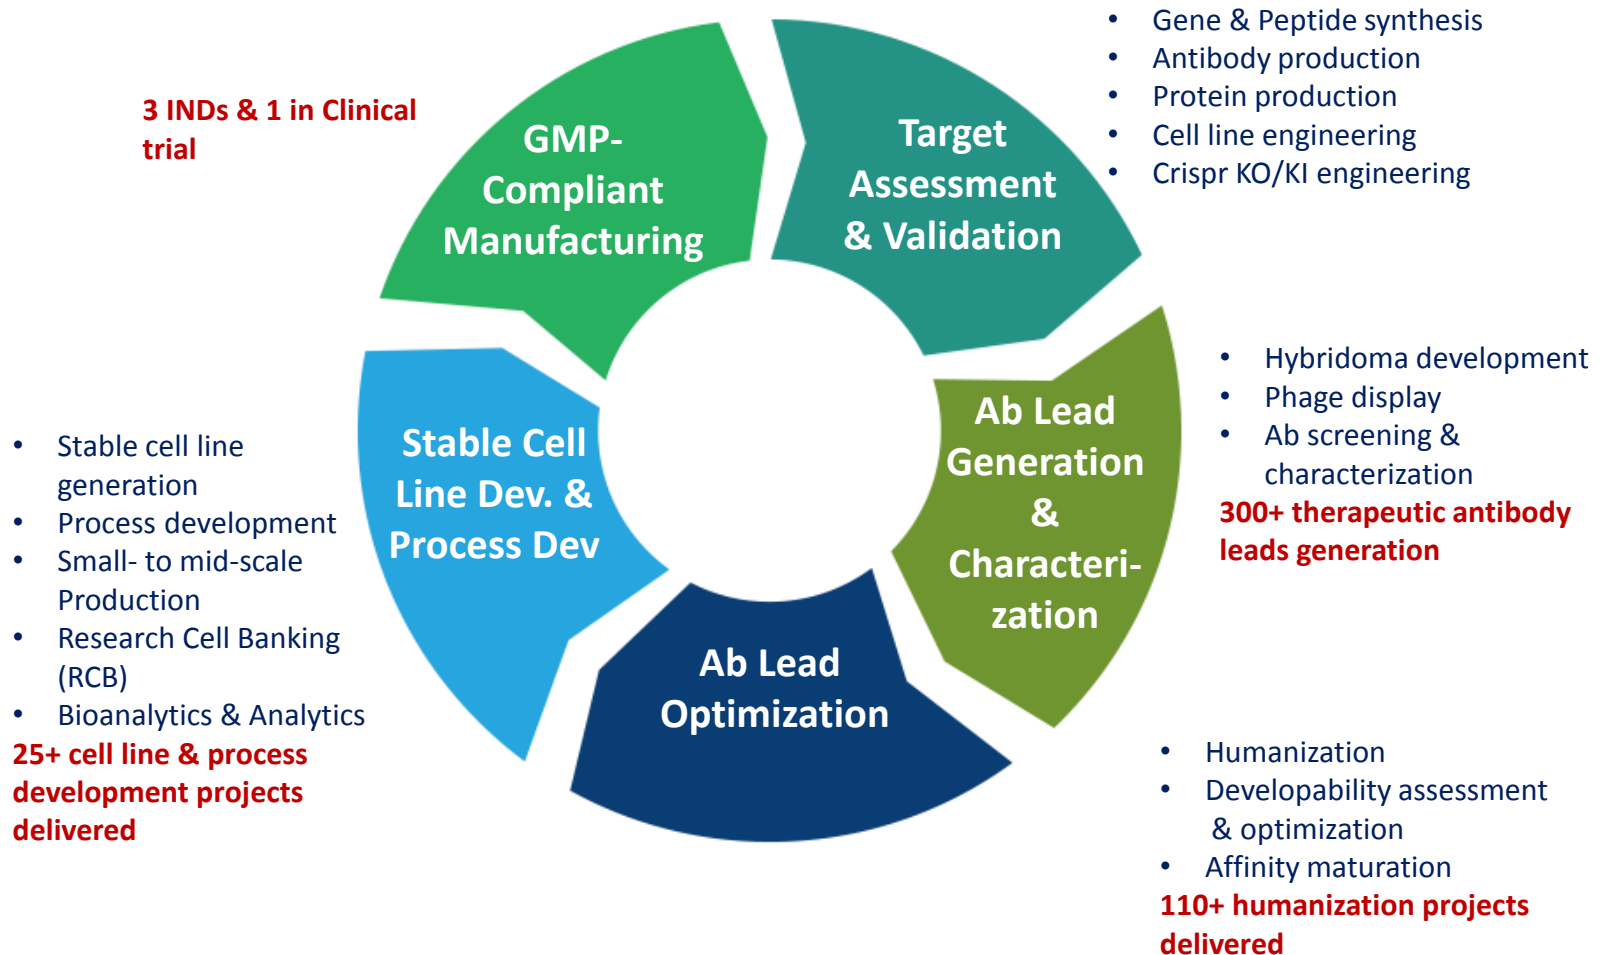 3 INDs & 1 in Clinical
trial
GMP-
Compliant
Manufacturing
Target
Assessment
& Validation
• Gene & Peptide synthesis
• Antibody production
• Protein production
• Cell line engineering
• Crispr KO/KI engineering
Ab Lead
Generation
&
Characteri-
zation
• Hybridoma development
• Phage display
• Ab screening &
characterization
300+ therapeutic antibody
leads generation
Ab Lead
Optimization
• Humanization
• Developability assessment
& optimization
• Affinity maturation
110+ humanization projects
delivered
Stable Cell
Line Dev. &
Process Dev
• Stable cell line
generation
• Process development
• Small- to mid-scale
Production
• Research Cell Banking
(RCB)
• Bioanalytics & Analytics
25+ cell line & process
development projects
delivered